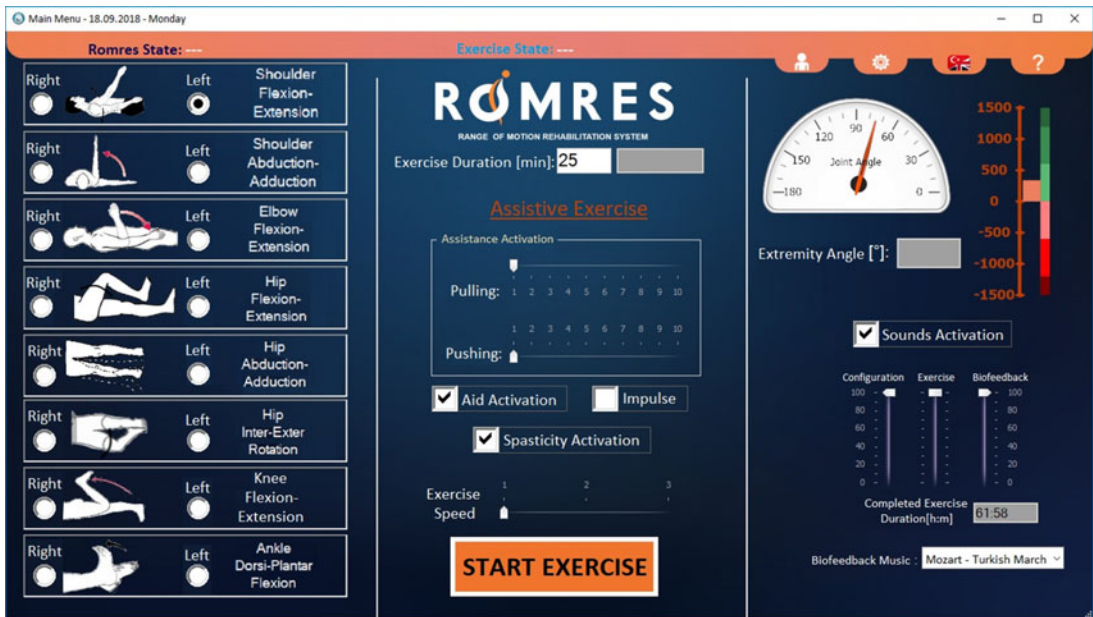 Main Menu - 18.09.2018 - Monday
Romres State: ---
Exercise State: ---
?
Right
Left
Shoulder
Flexion-
Extension
Right
Left
Shoulder
Abduction-
Adduction
Right
Left
Elbow
Flexion-
Extension
Right
Left
Hip
Flexion-
Extension
Right
Left
Hip
Abduction-
Adduction
Right
Left
Hip
Inter-Exter
Rotation
Right
Left
Knee
Flexion-
Extension
Right
Left
Ankle
Dorsi-Plantar
Flexion
ROMRES
RANGE OF MOTION REHABILITATION SYSTEM
Exercise Duration [min]: 25
Assistive Exercise
Assistance Activation
Pulling: 1 2 3 4 5 6 7 8 9 10
1 2 3 4 5 6 7 8 9 10
Pushing:
Aid Activation
Impulse
Spasticity Activation
1 2 3
Exercise
Speed
START EXERCISE
180 150 120 90 60 30 0
Joint Angle
1500
1000
500
0
-500
-1000
-1500
Extremity Angle [°]:
Sounds Activation
Configuration Exercise Biofeedback
100 100
80 80
60 60
40 40
20 20
0 0
Completed Exercise
Duration[h:m]
61:58
Biofeedback Music : Mozart - Turkish March